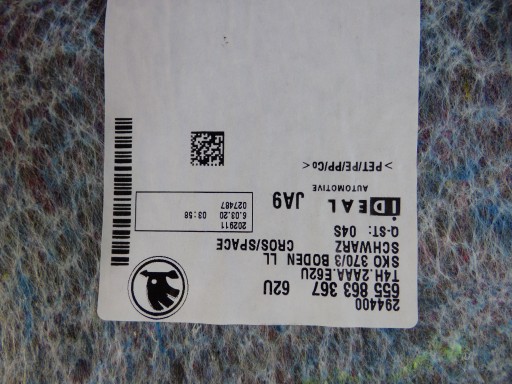 294400
655 863 367 62U
T4H.2AAA.E62U
SKO 370/3 BODEN LL
SCHWARZ CROS/SPACE
Q-ST: 04S
202911
6.03.20 03:58
027487
iDEAL JA9
AUTOMOTIVE
>PET/PE/PP/Co<